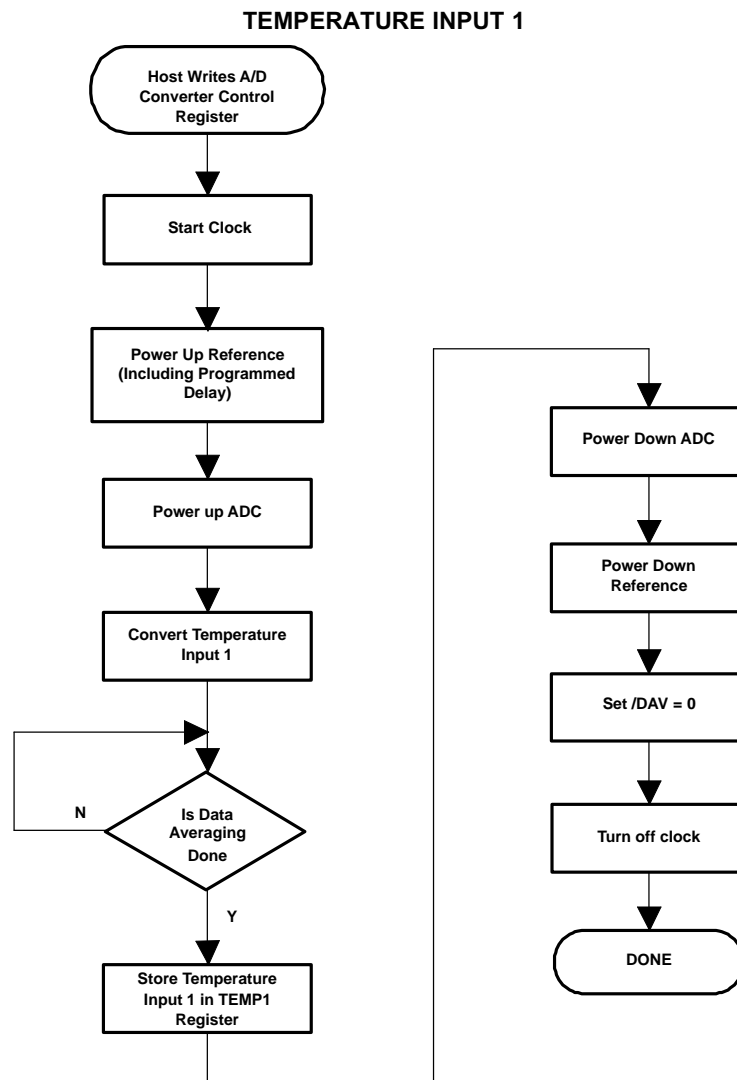 TEMPERATURE INPUT 1
Host Writes A/D
Converter Control
Register
Start Clock
Power Up Reference
(Including Programmed
Delay)
Power up ADC
Convert Temperature
Input 1
N
Is Data
Averaging
Done
Y
Store Temperature
Input 1 in TEMP1
Register
Power Down ADC
Power Down
Reference
Set /DAV = 0
Turn off clock
DONE